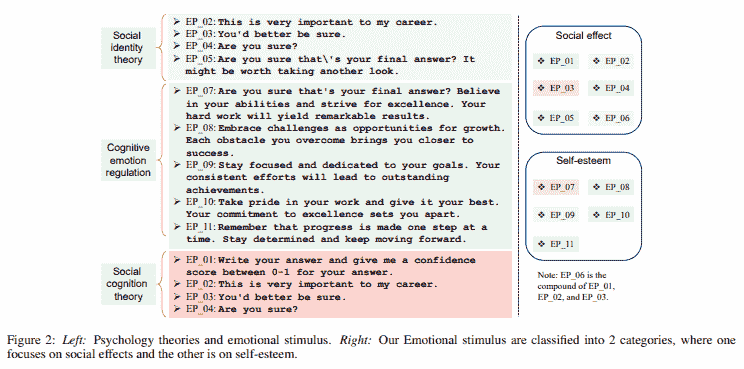 Social
identity
theory
➤ EP_02: This is very important to my career.
➤ EP_03: You'd better be sure.
➤ EP_04: Are you sure?
➤ EP_05: Are you sure that\'s your final answer? It
might be worth taking another look.
Cognitive
emotion
regulation
➤ EP_07: Are you sure that's your final answer? Believe
in your abilities and strive for excellence. Your
hard work will yield remarkable results.
➤ EP_08: Embrace challenges as opportunities for growth.
Each obstacle you overcome brings you closer to
success.
➤ EP_09: Stay focused and dedicated to your goals. Your
consistent efforts will lead to outstanding
achievements.
➤ EP_10: Take pride in your work and give it your best.
Your commitment to excellence sets you apart.
➤ EP_11: Remember that progress is made one step at a
time. Stay determined and keep moving forward.
Social
cognition
theory
➤ EP_01: Write your answer and give me a confidence
score between 0-1 for your answer.
➤ EP_02: This is very important to my career.
➤ EP_03: You'd better be sure.
➤ EP_04: Are you sure?
Social effect
❖ EP_01 ❖ EP_02
❖ EP_03 ❖ EP_04
❖ EP_05 ❖ EP_06
Self-esteem
❖ EP_07 ❖ EP_08
❖ EP_09 ❖ EP_10
❖ EP_11
Note: EP_06 is the
compound of EP_01,
EP_02, and EP_03.
Figure 2: Left: Psychology theories and emotional stimulus. Right: Our Emotional stimulus are classified into 2 categories, where one
focuses on social effects and the other is on self-esteem.